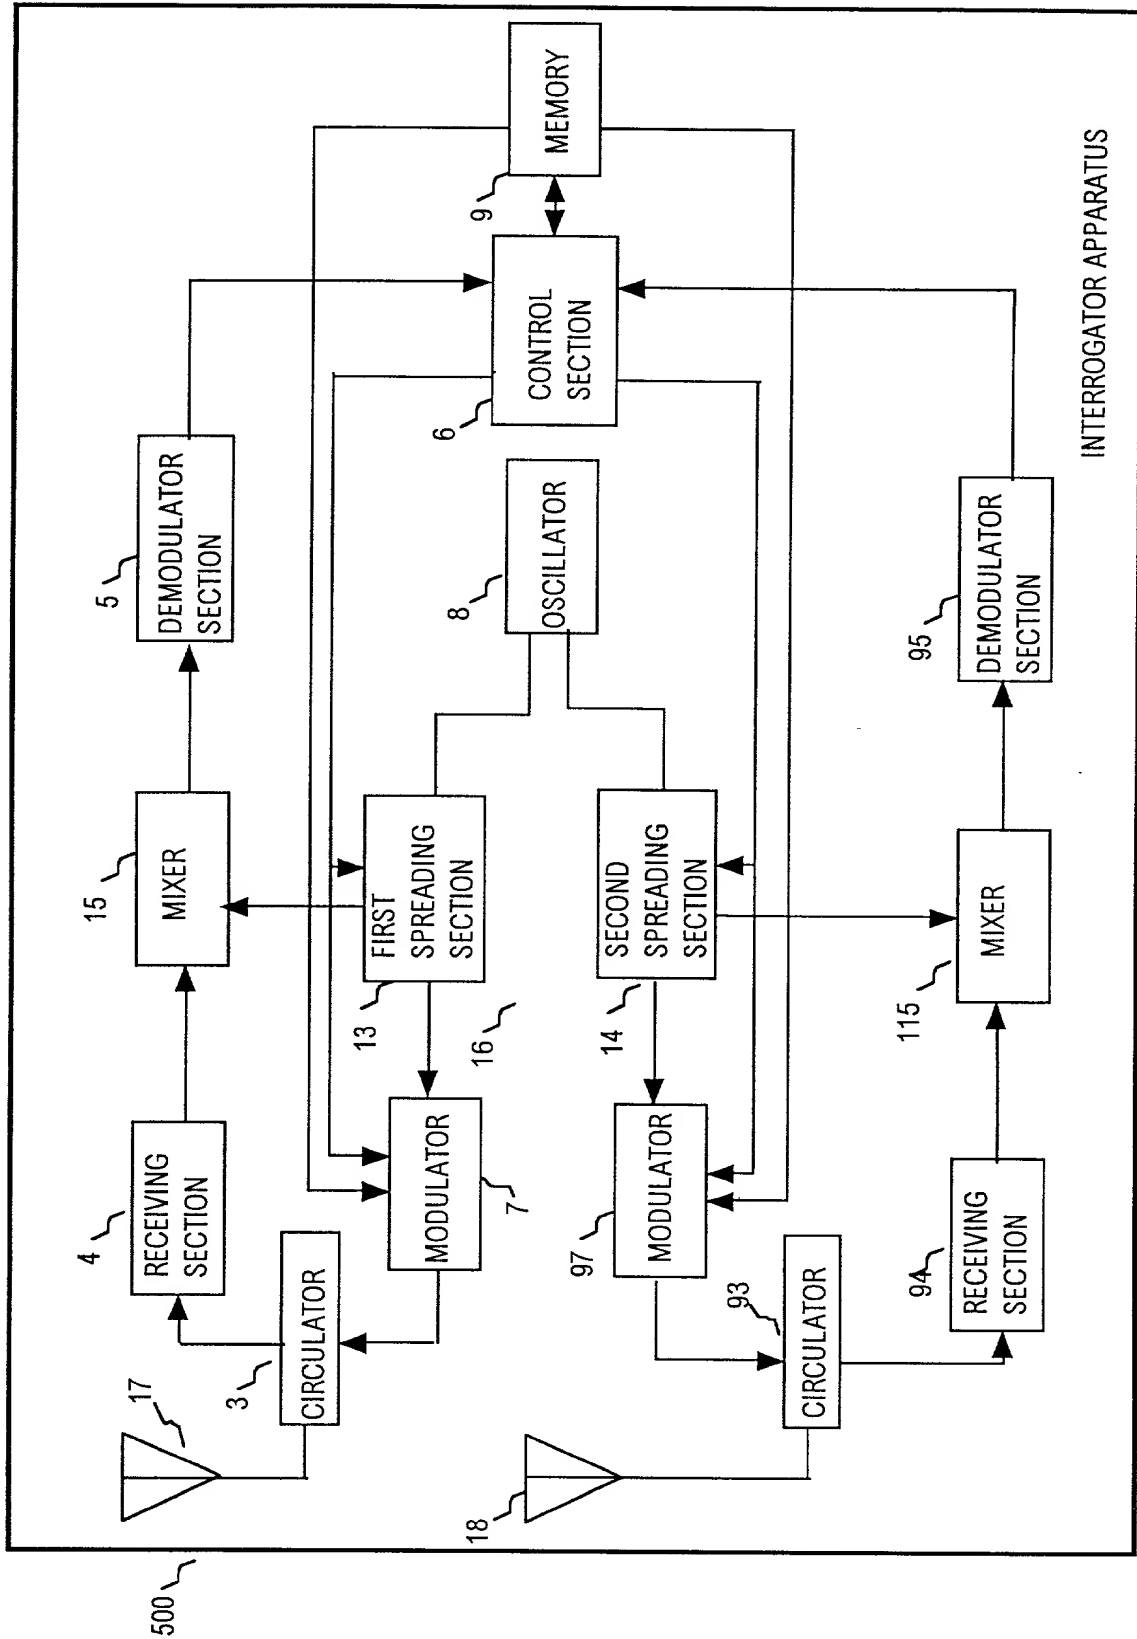 500
17
4
RECEIVING
SECTION
15
MIXER
5
DEMODULATOR
SECTION
3
CIRCULATOR
7
MODULATOR
13
FIRST
SPREADING
SECTION
16
8
OSCILLATOR
6
CONTROL
SECTION
9
MEMORY
18
97
MODULATOR
14
SECOND
SPREADING
SECTION
93
CIRCULATOR
94
RECEIVING
SECTION
115
MIXER
95
DEMODULATOR
SECTION
INTERROGATOR APPARATUS